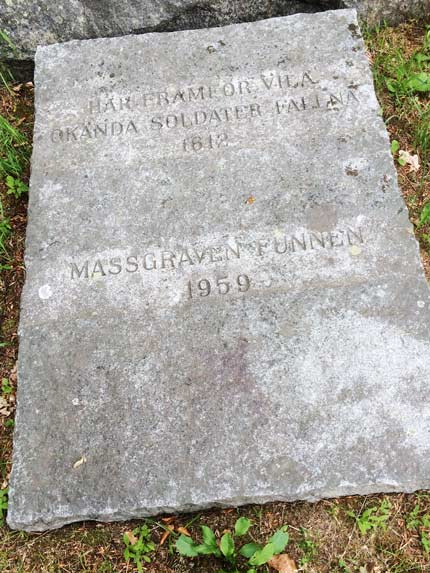 HÄR FRAMFÖR VILA
OKÄNDA SOLDATER FALLNA
1612
MASSGRAVEN FUNNEN
1959